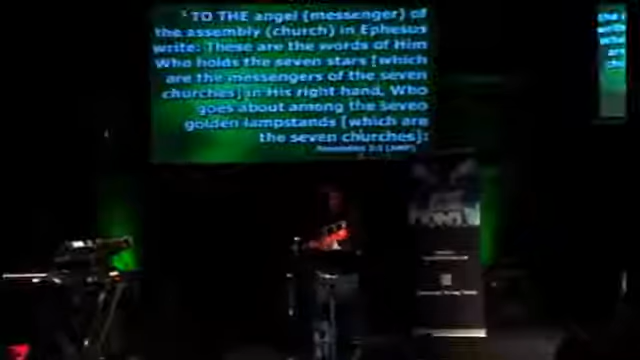 ¹ TO THE angel (messenger) of
the assembly (church) in Ephesus
write: These are the words of Him
Who holds the seven stars [which
are the messengers of the seven
churches] in His right hand, Who
goes about among the seven
golden lampstands [which are
the seven churches]:
Revelation 2:1 (AMP)